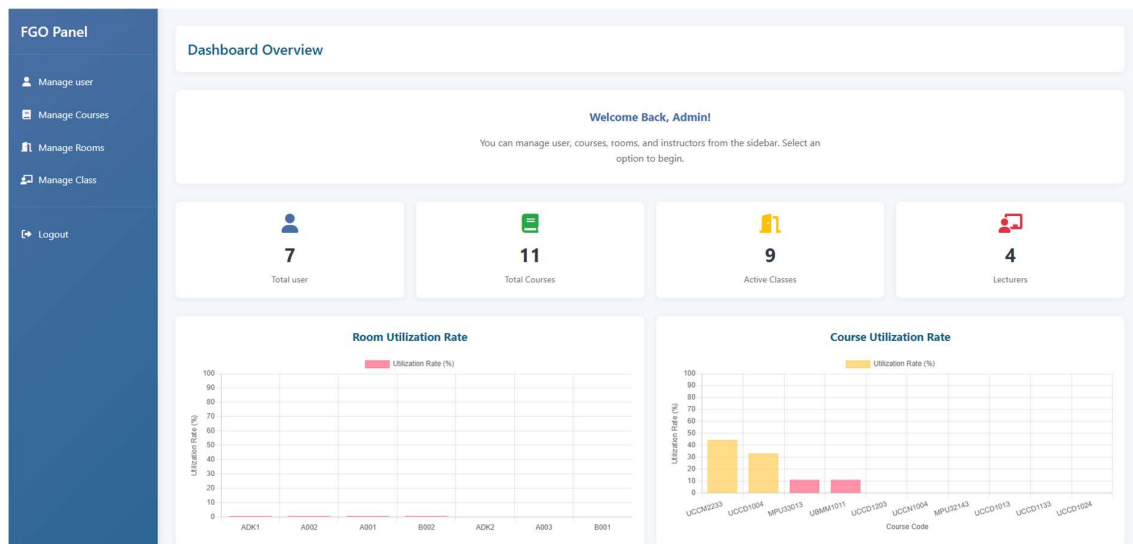 FGO Panel
Manage user
Manage Courses
Manage Rooms
Manage Class
Logout
Dashboard Overview
Welcome Back, Admin!
You can manage user, courses, rooms, and instructors from the sidebar. Select an
option to begin.
7
Total user
11
Total Courses
9
Active Classes
4
Lecturers
Room Utilization Rate
Utilization Rate (%)
Utilization Rate (%)
100
90
80
70
60
50
40
30
20
10
0
ADK1 A002 A001 B002 ADK2 A003 B001
Course Utilization Rate
Utilization Rate (%)
Utilization Rate (%)
100
90
80
70
60
50
40
30
20
10
0
UCCM2233 UCCD1004 MPU33013 UBMM1011 UCCD1203 UCCN1004 MPU32143 UCCD1013 UCCD1133 UCCD1024
Course Code